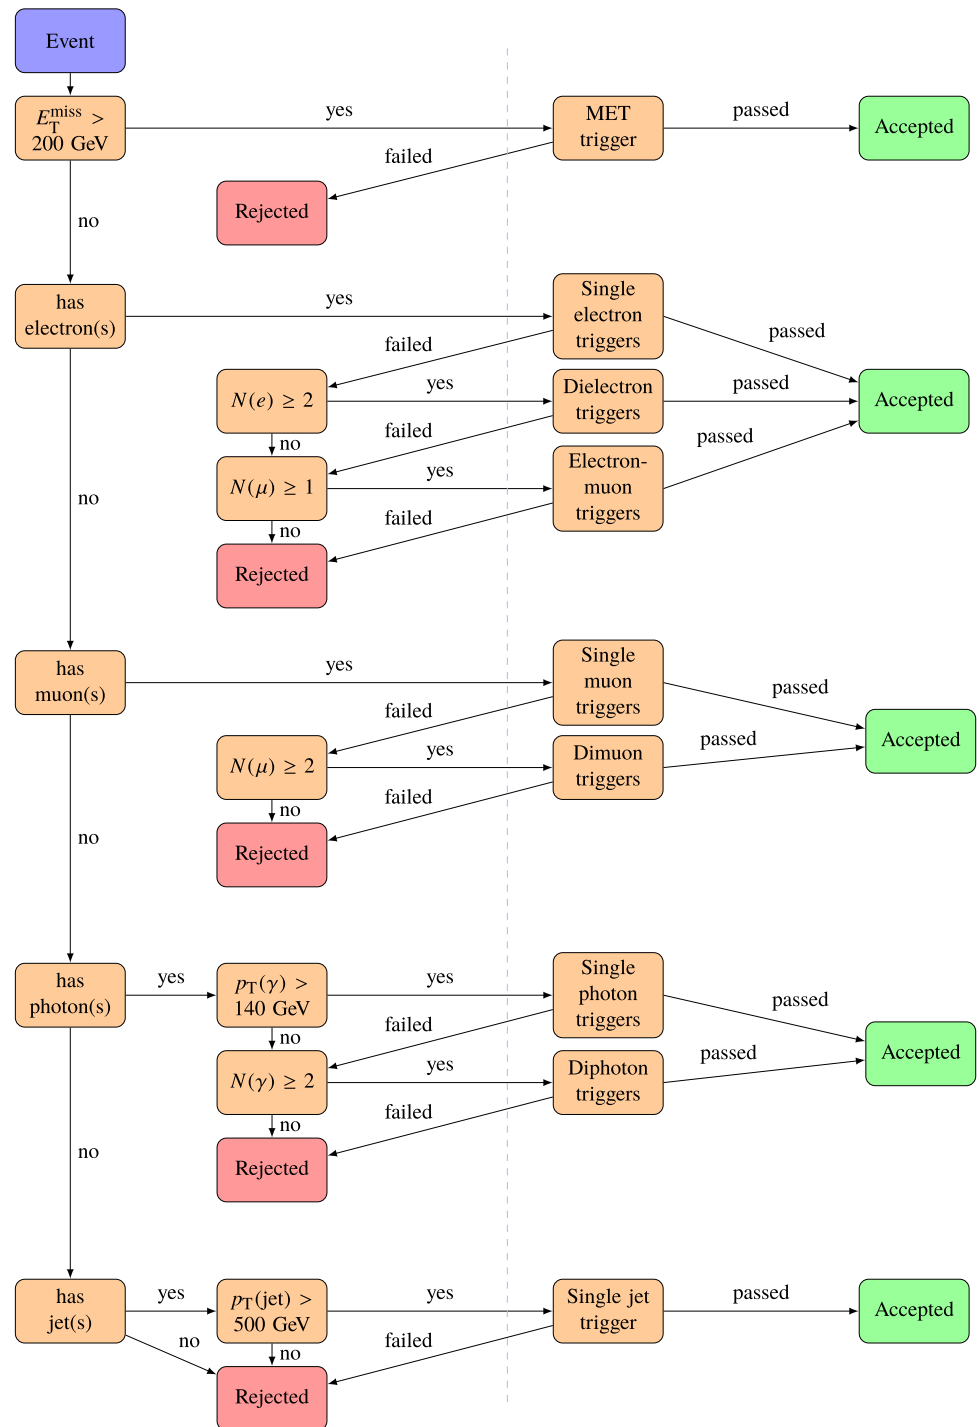 Event
E_T^miss >
200 GeV
yes
MET
trigger
passed
Accepted
failed
Rejected
no
has
electron(s)
yes
Single
electron
triggers
passed
failed
N(e) ≥ 2
yes
Dielectron
triggers
passed
Accepted
no
failed
N(μ) ≥ 1
yes
Electron-
muon
triggers
passed
no
failed
Rejected
no
has
muon(s)
yes
Single
muon
triggers
passed
failed
N(μ) ≥ 2
yes
Dimuon
triggers
passed
Accepted
no
failed
Rejected
no
has
photon(s)
yes
p_T(γ) >
140 GeV
yes
Single
photon
triggers
passed
no
failed
N(γ) ≥ 2
yes
Diphoton
triggers
passed
Accepted
no
failed
Rejected
no
has
jet(s)
yes
p_T(jet) >
500 GeV
yes
Single jet
trigger
passed
Accepted
no
no
failed
Rejected